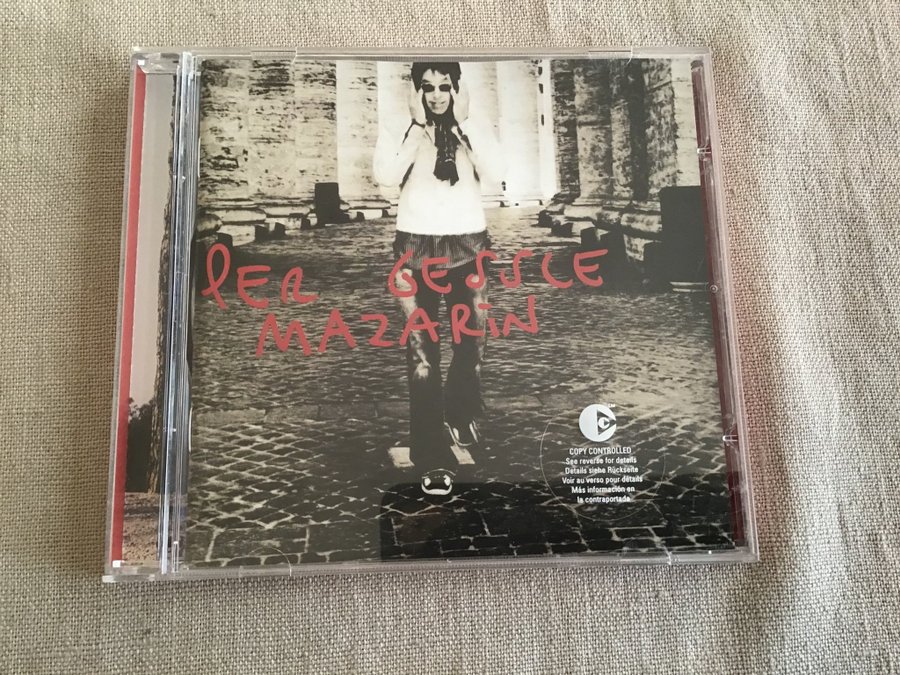 PER GESSLE
MAZARIN
COPY CONTROLLED
See reverse for details
Details siehe Rückseite
Voir au verso pour détails
Más información en
la contraportada